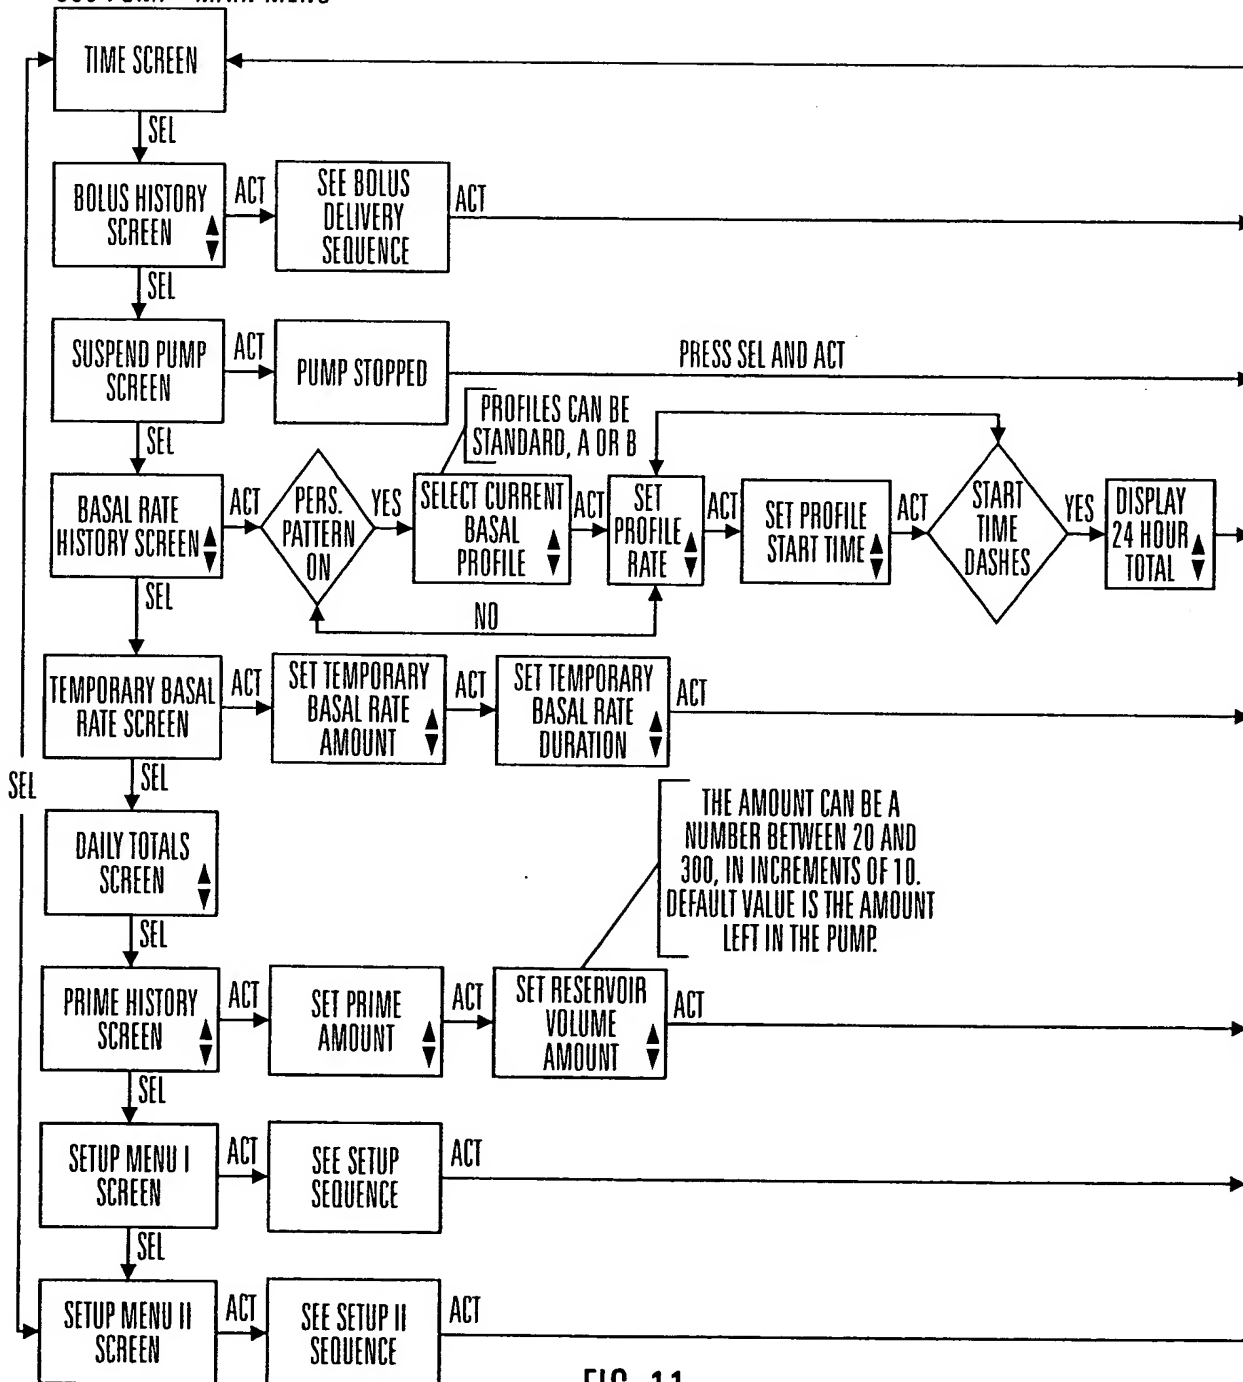 TIME SCREEN
SEL
BOLUS HISTORY
SCREEN
ACT
SEE BOLUS
DELIVERY
SEQUENCE
ACT
SEL
SUSPEND PUMP
SCREEN
ACT
PUMP STOPPED
PRESS SEL AND ACT
SEL
PROFILES CAN BE
STANDARD, A OR B
BASAL RATE
HISTORY SCREEN
ACT
PERS.
PATTERN
ON
YES
SELECT CURRENT
BASAL
PROFILE
ACT
SET
PROFILE
RATE
ACT
SET PROFILE
START TIME
ACT
START
TIME
DASHES
YES
DISPLAY
24 HOUR
TOTAL
NO
SEL
TEMPORARY BASAL
RATE SCREEN
ACT
SET TEMPORARY
BASAL RATE
AMOUNT
ACT
SET TEMPORARY
BASAL RATE
DURATION
ACT
SEL
SEL
DAILY TOTALS
SCREEN
THE AMOUNT CAN BE A
NUMBER BETWEEN 20 AND
300, IN INCREMENTS OF 10.
DEFAULT VALUE IS THE AMOUNT
LEFT IN THE PUMP.
SEL
PRIME HISTORY
SCREEN
ACT
SET PRIME
AMOUNT
ACT
SET RESERVOIR
VOLUME
AMOUNT
ACT
SEL
SETUP MENU I
SCREEN
ACT
SEE SETUP
SEQUENCE
ACT
SEL
SETUP MENU II
SCREEN
ACT
SEE SETUP II
SEQUENCE
ACT